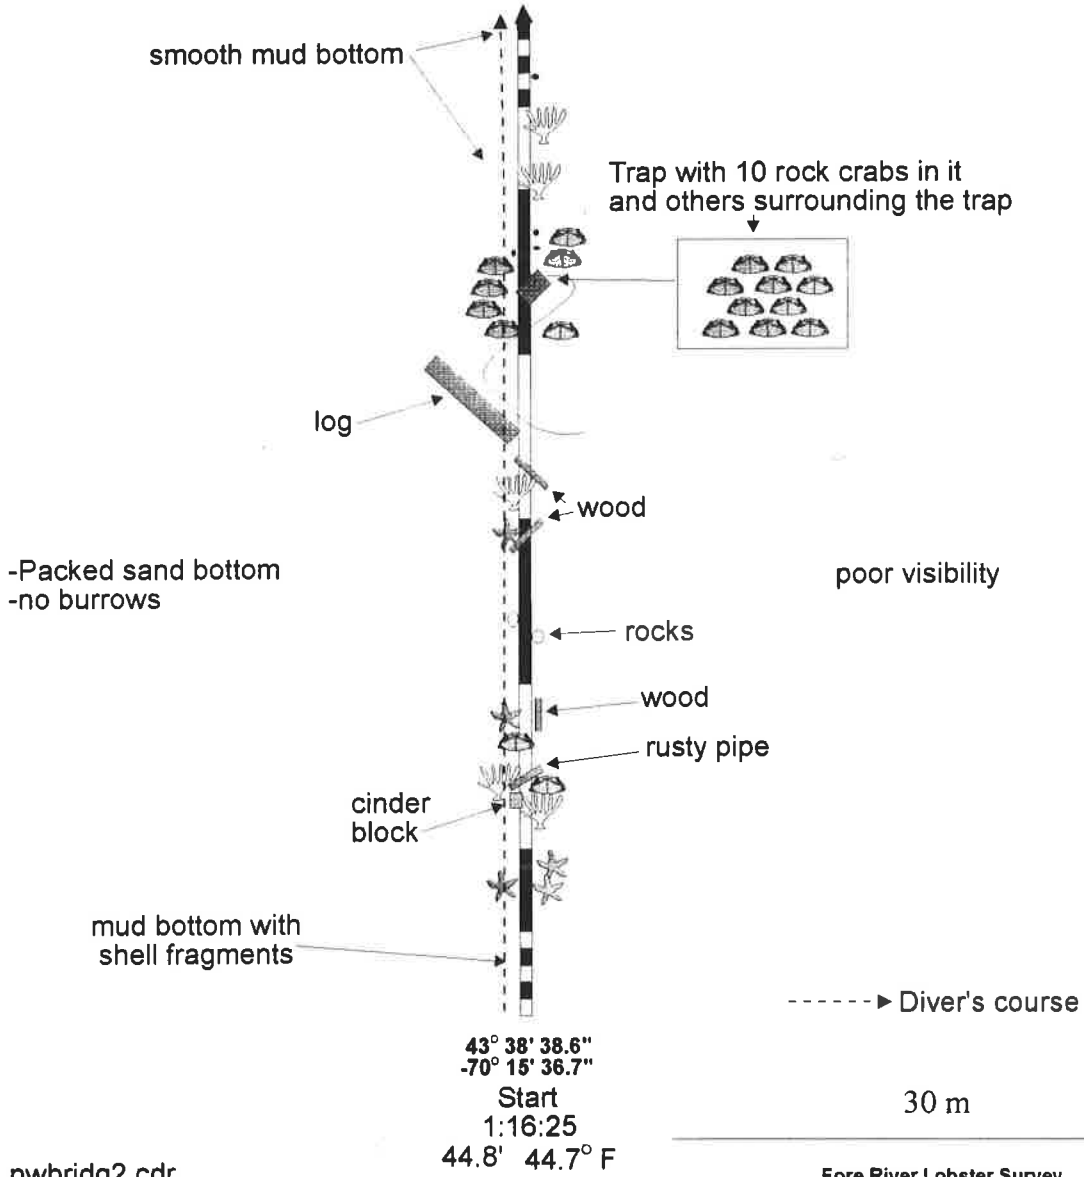 smooth mud bottom
Trap with 10 rock crabs in it
and others surrounding the trap
log
wood
-Packed sand bottom
-no burrows
poor visibility
rocks
wood
rusty pipe
cinder
block
mud bottom with
shell fragments
Diver's course
43° 38' 38.6"
-70° 15' 36.7"
Start
1:16:25
44.8' 44.7° F
30 m
nwbridg2.cdr
Fore River Lobster Survey